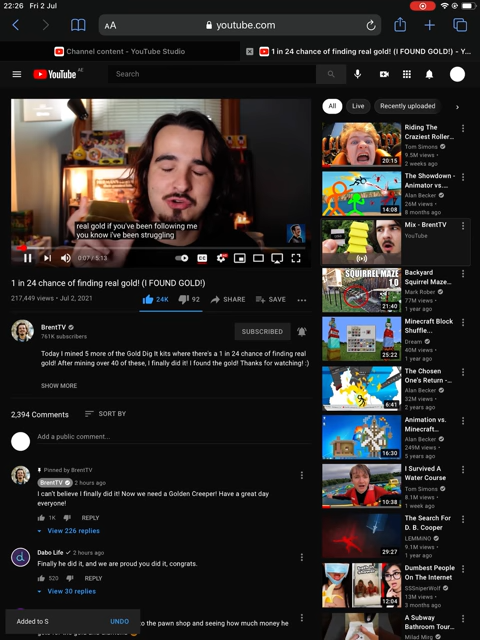 22:26 Fri 2 Jul
AA
youtube.com
Channel content - YouTube Studio
1 in 24 chance of finding real gold! (I FOUND GOLD!) - Y...
YouTube
AE
Search
real gold if you've been following me
you know i've been struggling
0:07 / 5:13
1 in 24 chance of finding real gold! (I FOUND GOLD!)
217,449 views • Jul 2, 2021
24K
92
SHARE
SAVE
BrentTV
761K subscribers
SUBSCRIBED
Today I mined 5 more of the Gold Dig It kits where there's a 1 in 24 chance of finding real
gold! After mining over 40 of these, I finally did it! I found the gold! Thanks for watching! :)
SHOW MORE
2,394 Comments
SORT BY
Add a public comment...
Pinned by BrentTV
BrentTV 2 hours ago
I can't believe I finally did it! Now we need a Golden Creeper! Have a great day
everyone!
1K
REPLY
View 226 replies
Dabo Life 2 hours ago
Finally he did it, and we are proud you did it, congrats.
520
REPLY
View 30 replies
to the pawn shop and seeing how much money he
Added to S
UNDO
All
Live
Recently uploaded
20:15
Riding The
Craziest Roller...
Tom Simons
9.5M views •
2 weeks ago
14:08
The Showdown -
Animator vs....
Alan Becker
26M views •
8 months ago
Mix - BrentTV
YouTube
SQUIRREL MAZE
1.0
21:40
Backyard
Squirrel Maze...
Mark Rober
77M views •
1 year ago
25:22
Minecraft Block
Shuffle...
Dream
40M views •
1 year ago
6:41
The Chosen
One's Return -...
Alan Becker
32M views •
2 years ago
16:30
Animation vs.
Minecraft...
Alan Becker
249M views •
5 years ago
10:38
I Survived A
Water Course
Tom Simons
8.1M views •
1 week ago
29:27
The Search For
D. B. Cooper
LEMMiNO
9.1M views •
1 year ago
12:04
Dumbest People
On The Internet
SSSniperWolf
13M views •
3 months ago
A Subway
Bathroom Tour...
Milad Mirg